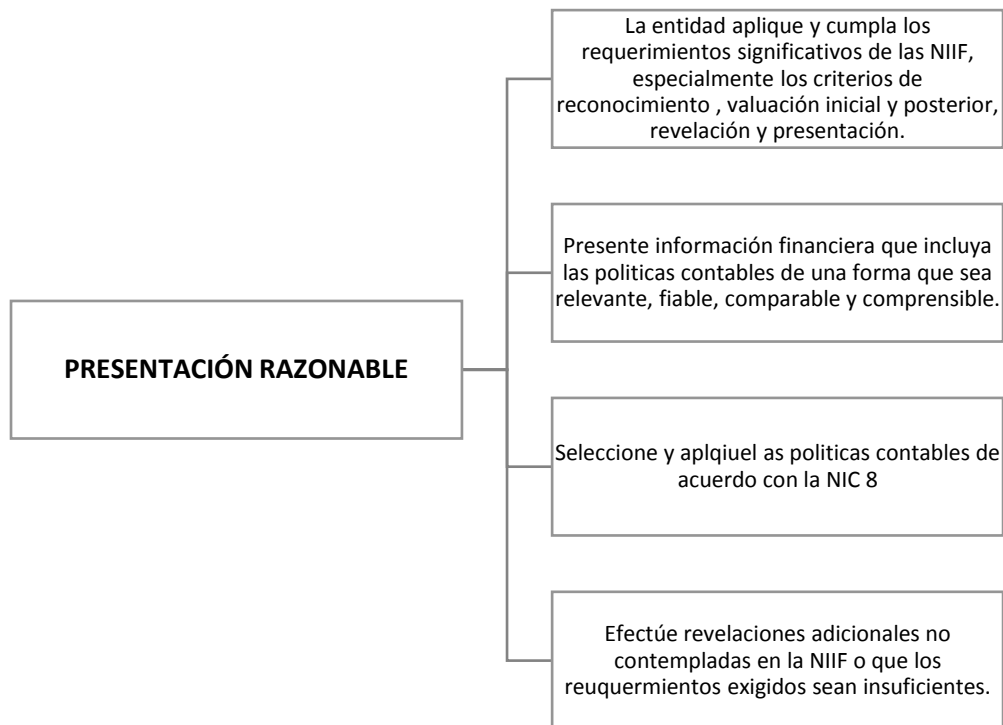 La entidad aplique y cumpla los
requerimientos significativos de las NIIF,
especialmente los criterios de
reconocimiento , valuación inicial y posterior,
revelación y presentación.
Presente información financiera que incluya
las politicas contables de una forma que sea
relevante, fiable, comparable y comprensible.
PRESENTACIÓN RAZONABLE
Seleccione y aplqiuel as politicas contables de
acuerdo con la NIC 8
Efectúe revelaciones adicionales no
contempladas en la NIIF o que los
reuquermientos exigidos sean insuficientes.